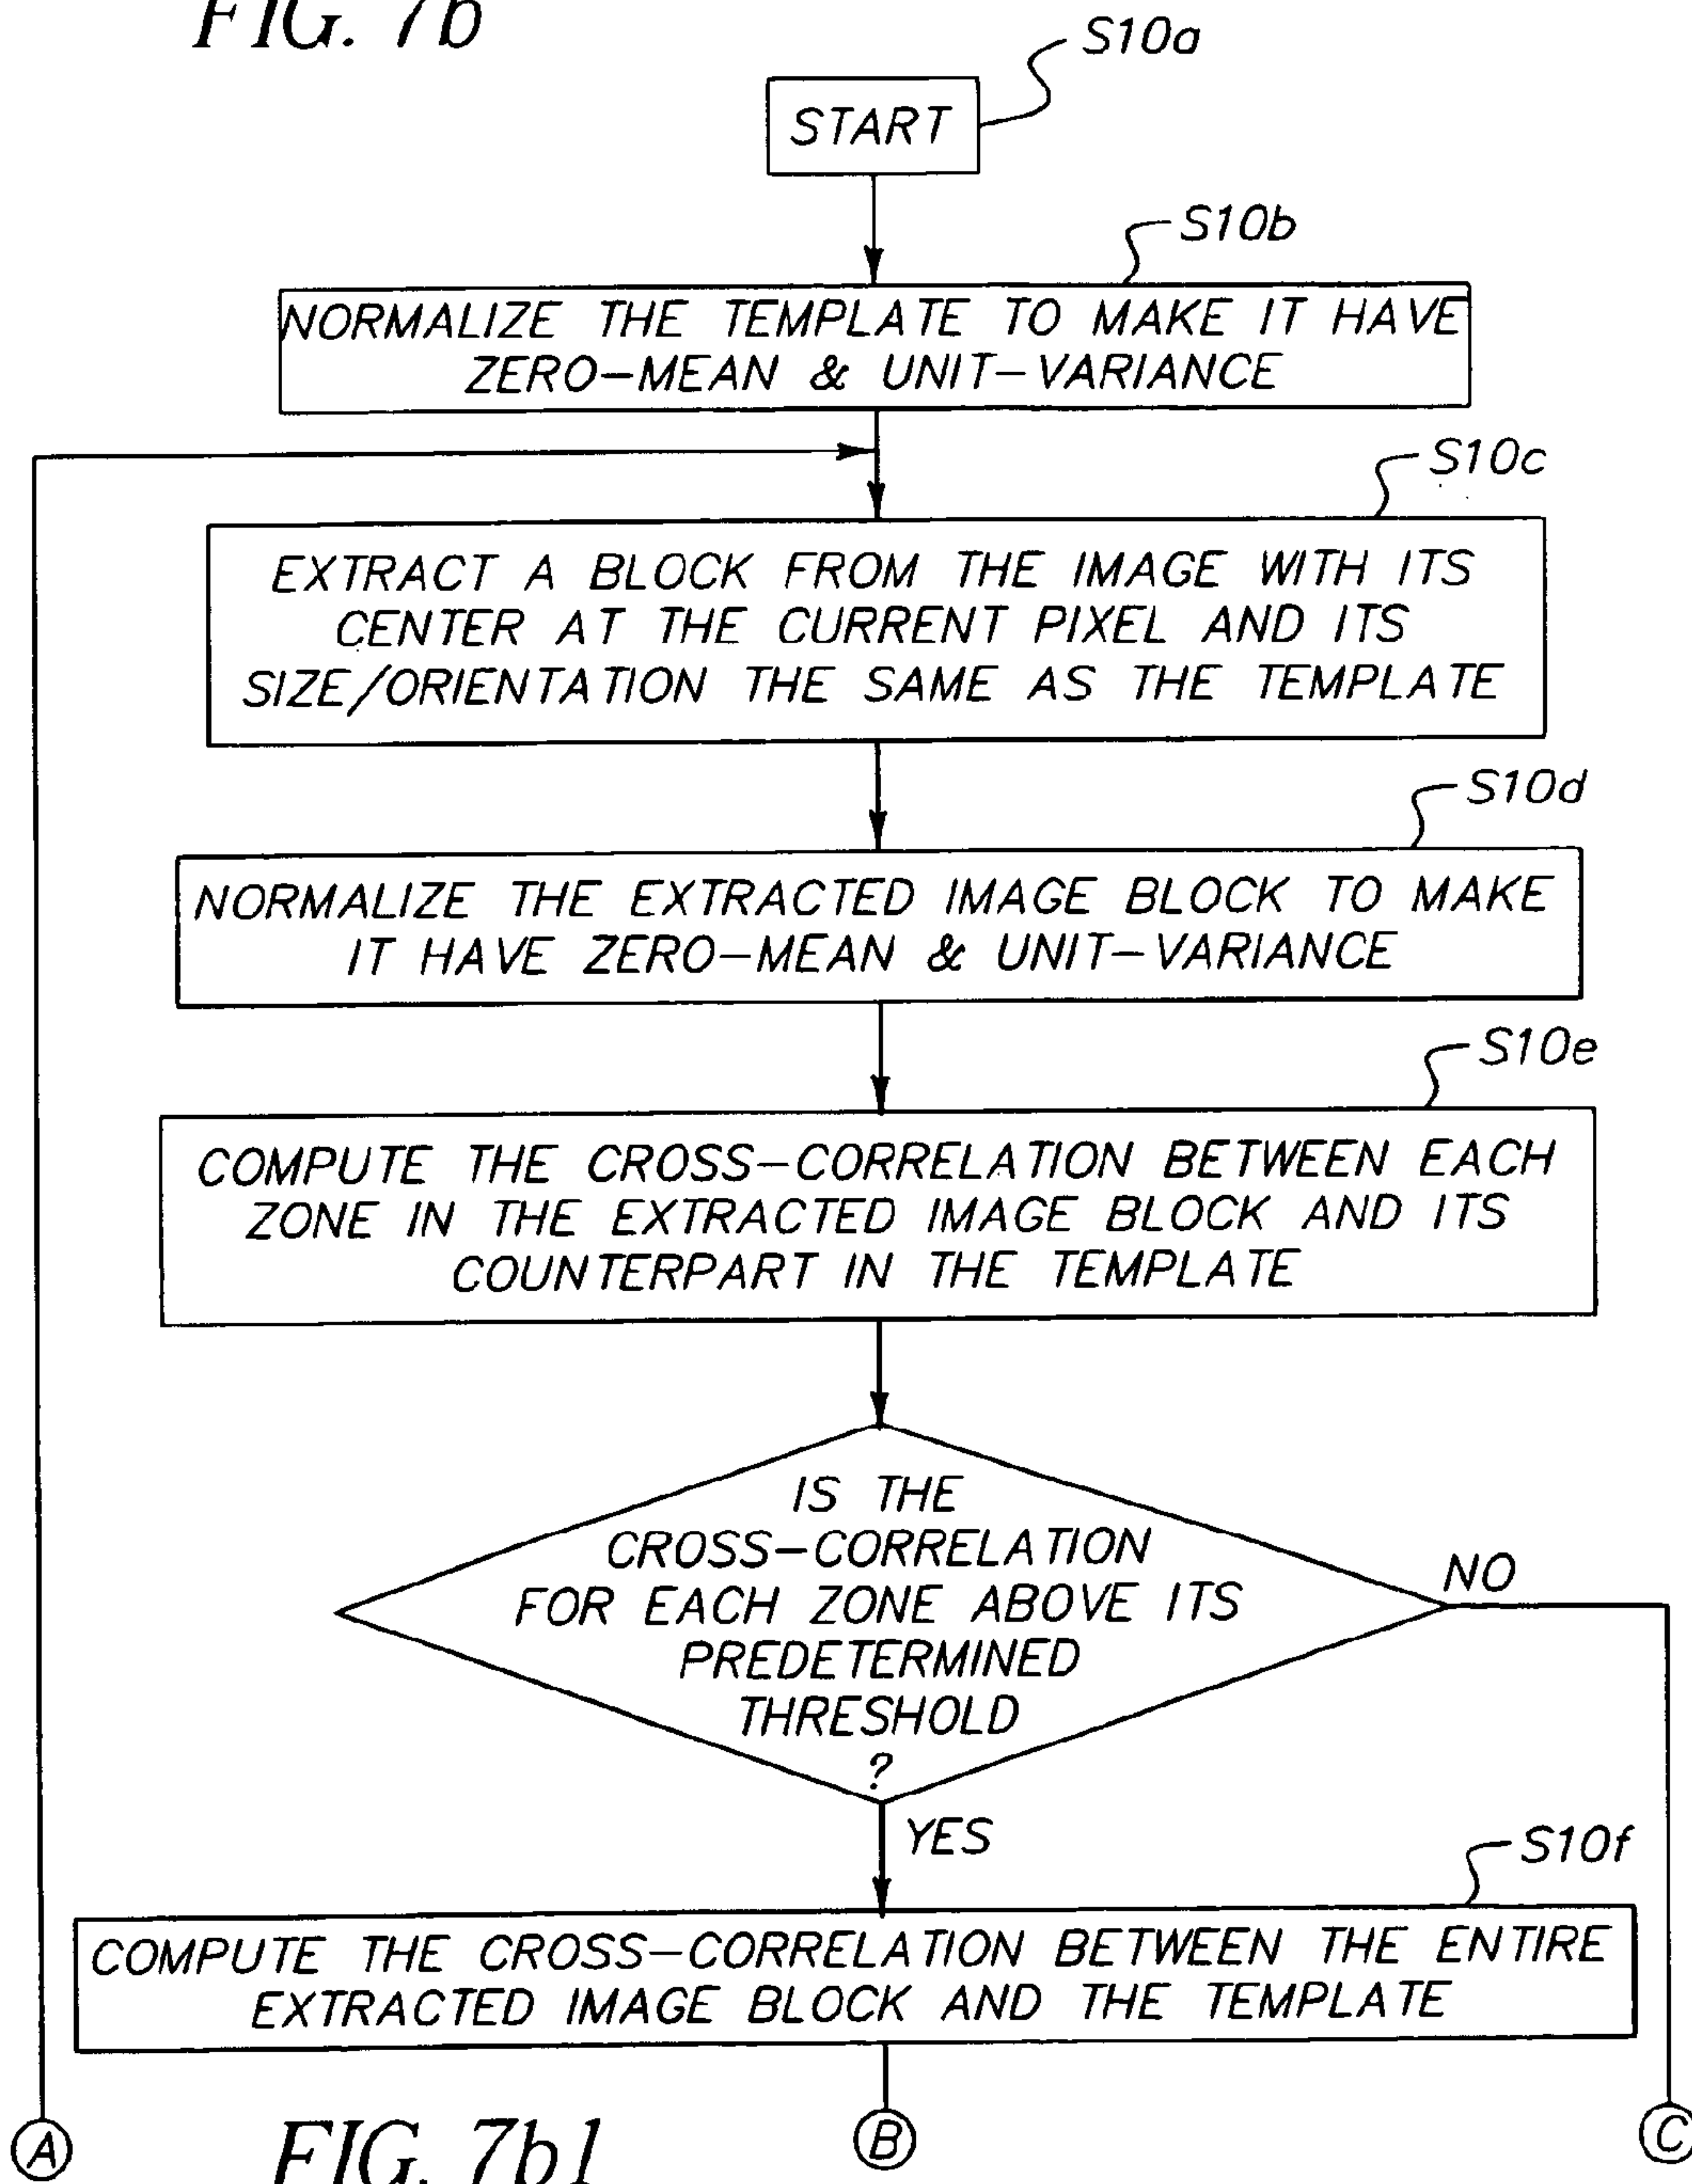 FIG. 7b
S10a
START
S10b
NORMALIZE THE TEMPLATE TO MAKE IT HAVE
ZERO-MEAN & UNIT-VARIANCE
S10c
EXTRACT A BLOCK FROM THE IMAGE WITH ITS
CENTER AT THE CURRENT PIXEL AND ITS
SIZE/ORIENTATION THE SAME AS THE TEMPLATE
S10d
NORMALIZE THE EXTRACTED IMAGE BLOCK TO MAKE
IT HAVE ZERO-MEAN & UNIT-VARIANCE
S10e
COMPUTE THE CROSS-CORRELATION BETWEEN EACH
ZONE IN THE EXTRACTED IMAGE BLOCK AND ITS
COUNTERPART IN THE TEMPLATE
IS THE
CROSS-CORRELATION
FOR EACH ZONE ABOVE ITS
PREDETERMINED
THRESHOLD
?
NO
YES
S10f
COMPUTE THE CROSS-CORRELATION BETWEEN THE ENTIRE
EXTRACTED IMAGE BLOCK AND THE TEMPLATE
A
B
C
FIG. 7b1